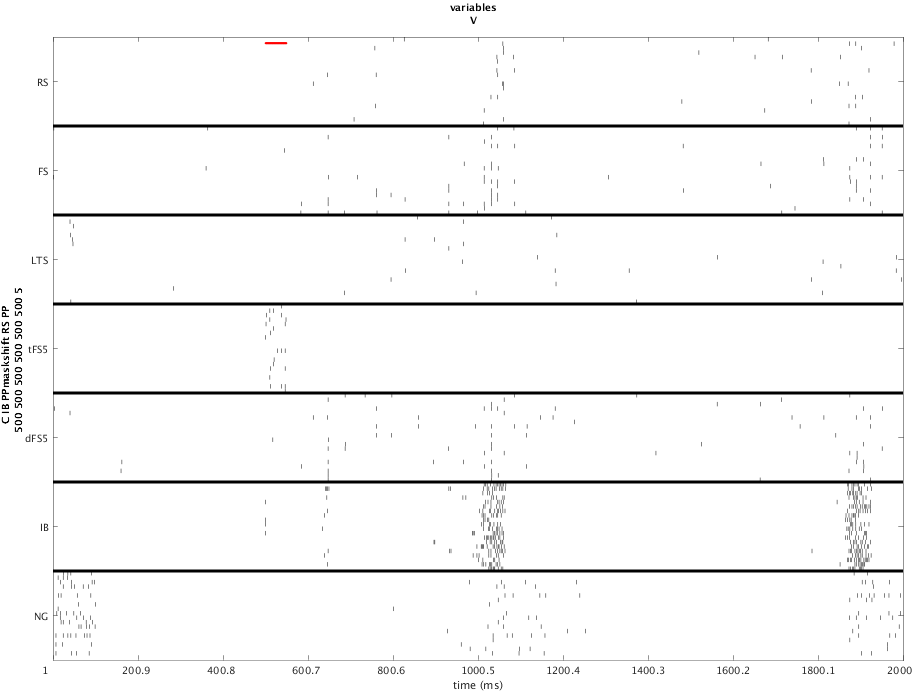 variables
V
C IB PPmaskshift RS PP
500 500 500 500 500 500 5
RS
FS
LTS
tFS5
dFS5
IB
NG
1 200.9 400.8 600.7 800.6 1000.5 1200.4 1400.3 1600.2 1800.1 2000
time (ms)